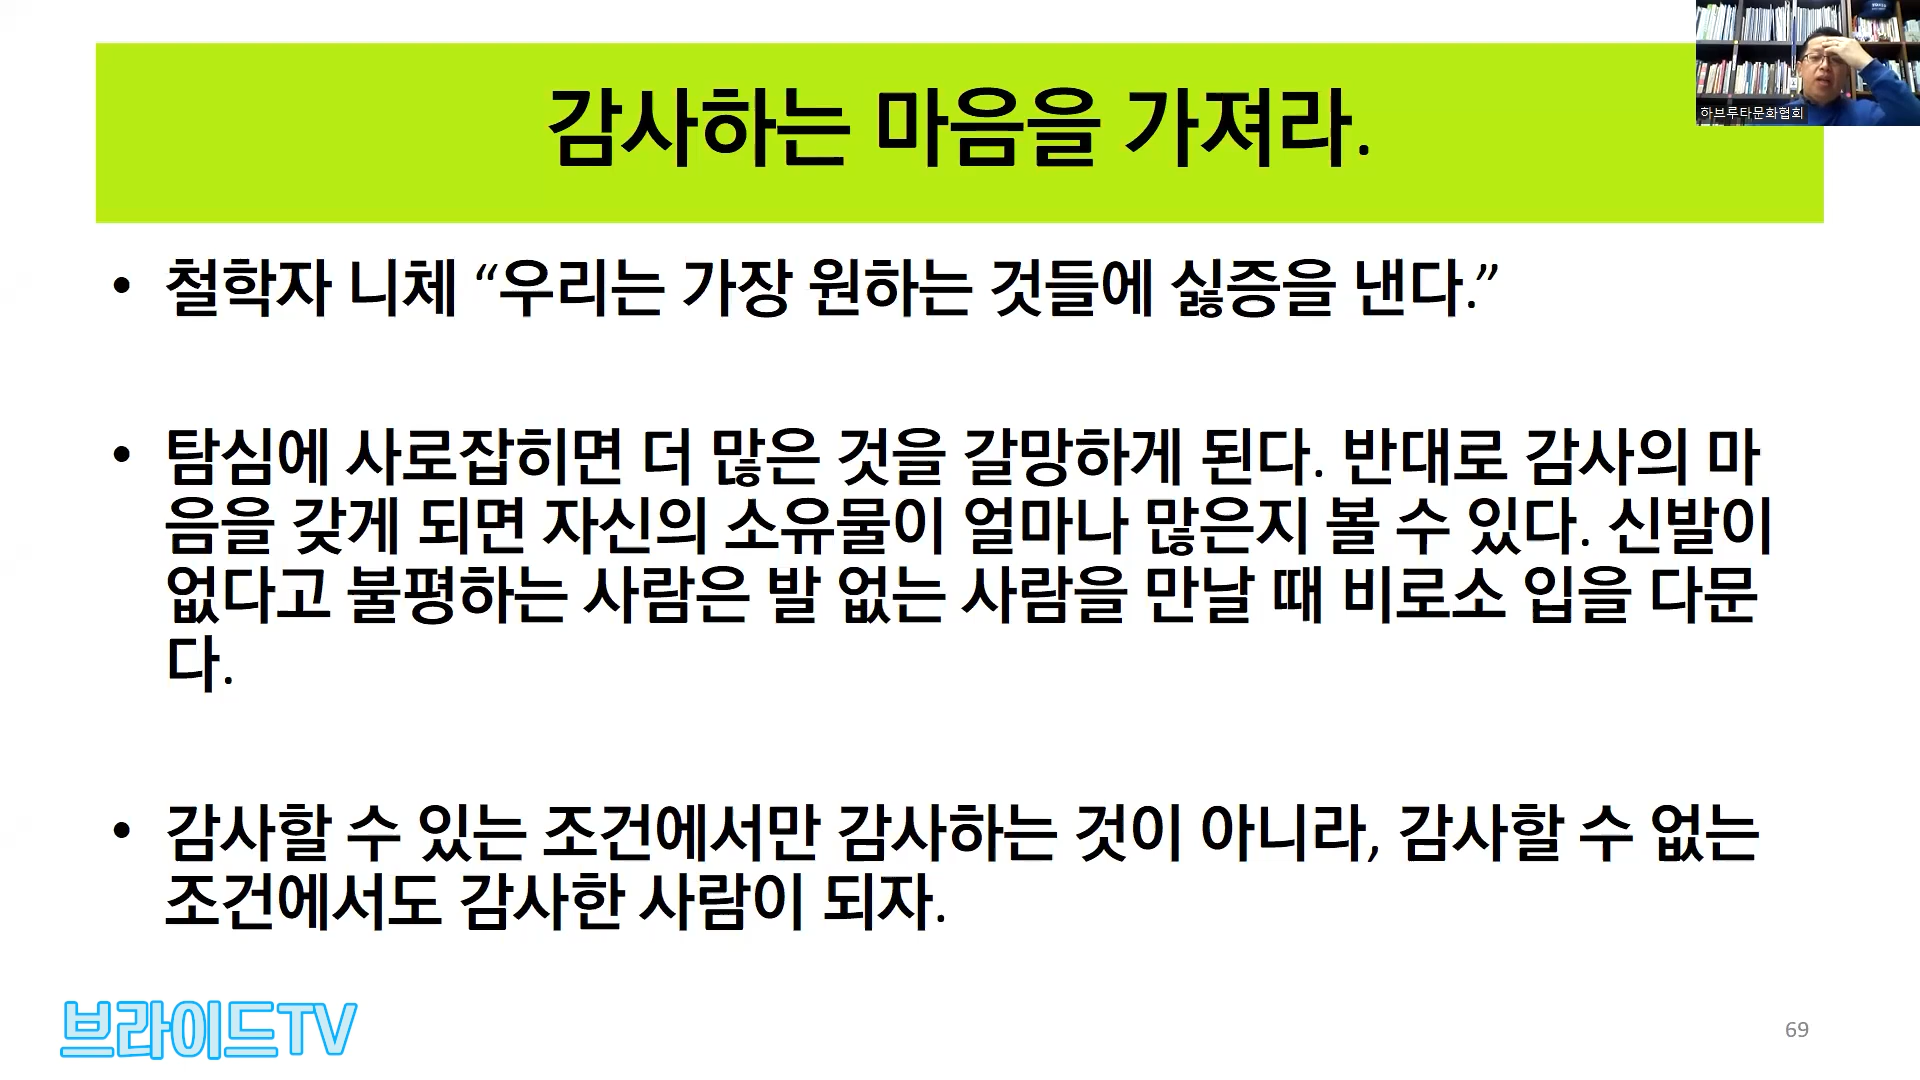 감사하는 마음을 가져라.
하브루타문화협회
• 철학자 니체 “우리는 가장 원하는 것들에 싫증을 낸다.”
• 탐심에 사로잡히면 더 많은 것을 갈망하게 된다. 반대로 감사의 마
음을 갖게 되면 자신의 소유물이 얼마나 많은지 볼 수 있다. 신발이
없다고 불평하는 사람은 발 없는 사람을 만날 때 비로소 입을 다문
다.
• 감사할 수 있는 조건에서만 감사하는 것이 아니라, 감사할 수 없는
조건에서도 감사한 사람이 되자.
브라이드TV
69